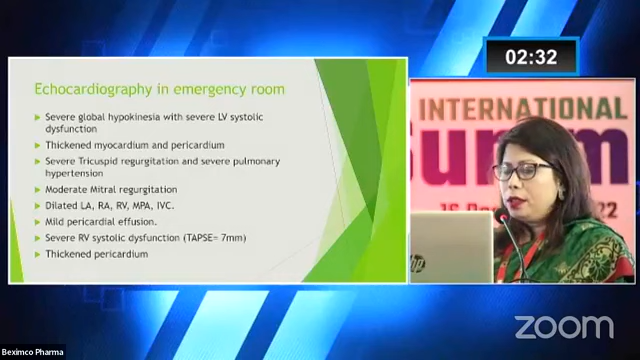 02:32
Echocardiography in emergency room
Severe global hypokinesia with severe LV systolic
dysfunction
Thickened myocardium and pericardium
Severe Tricuspid regurgitation and severe pulmonary
hypertension
Moderate Mitral regurgitation
Dilated LA, RA, RV, MPA, IVC.
Mild pericardial effusion.
Severe RV systolic dysfunction (TAPSE= 7mm)
Thickened pericardium
INTERNATIONAL
hp
Beximco Pharma
zoom